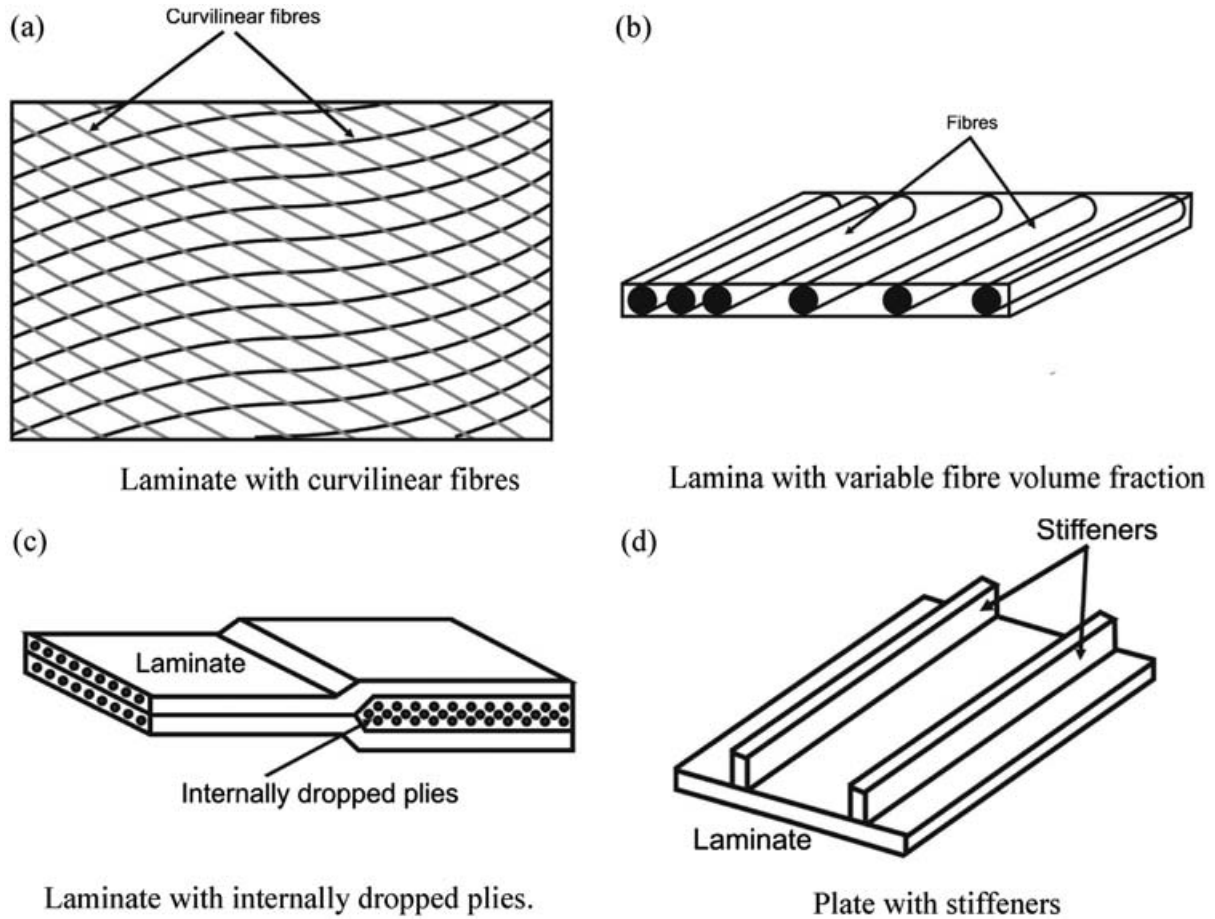 (a)
Curvilinear fibres
Laminate with curvilinear fibres
(b)
Fibres
Lamina with variable fibre volume fraction
(c)
Laminate
Internally dropped plies
Laminate with internally dropped plies.
(d)
Stiffeners
Laminate
Plate with stiffeners